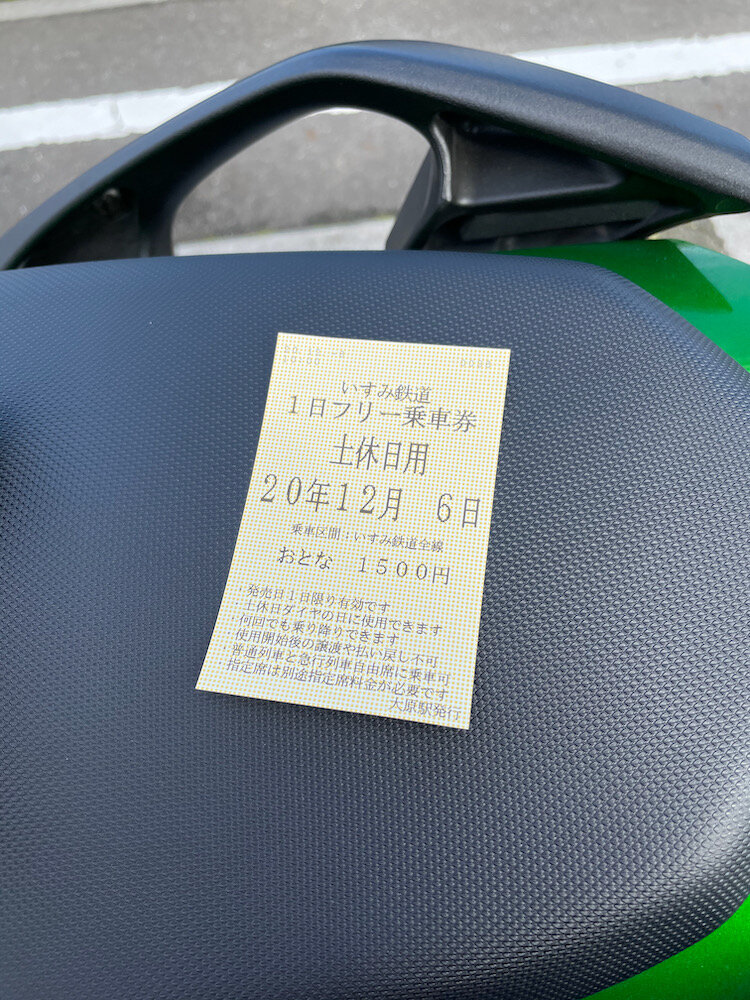 いすみ鉄道
１日フリー乗車券
土休日用
２０年１２月　６日
乗車区間：いすみ鉄道全線
おとな　１５００円
・発売日１日限り有効です
・土休日ダイヤの日に使用できます
・何回でも乗り降りできます
使用開始後の譲渡や払い戻し不可
・普通列車と急行列車自由席に乗車可
・指定席は別途指定席料金が必要です
大原駅発行